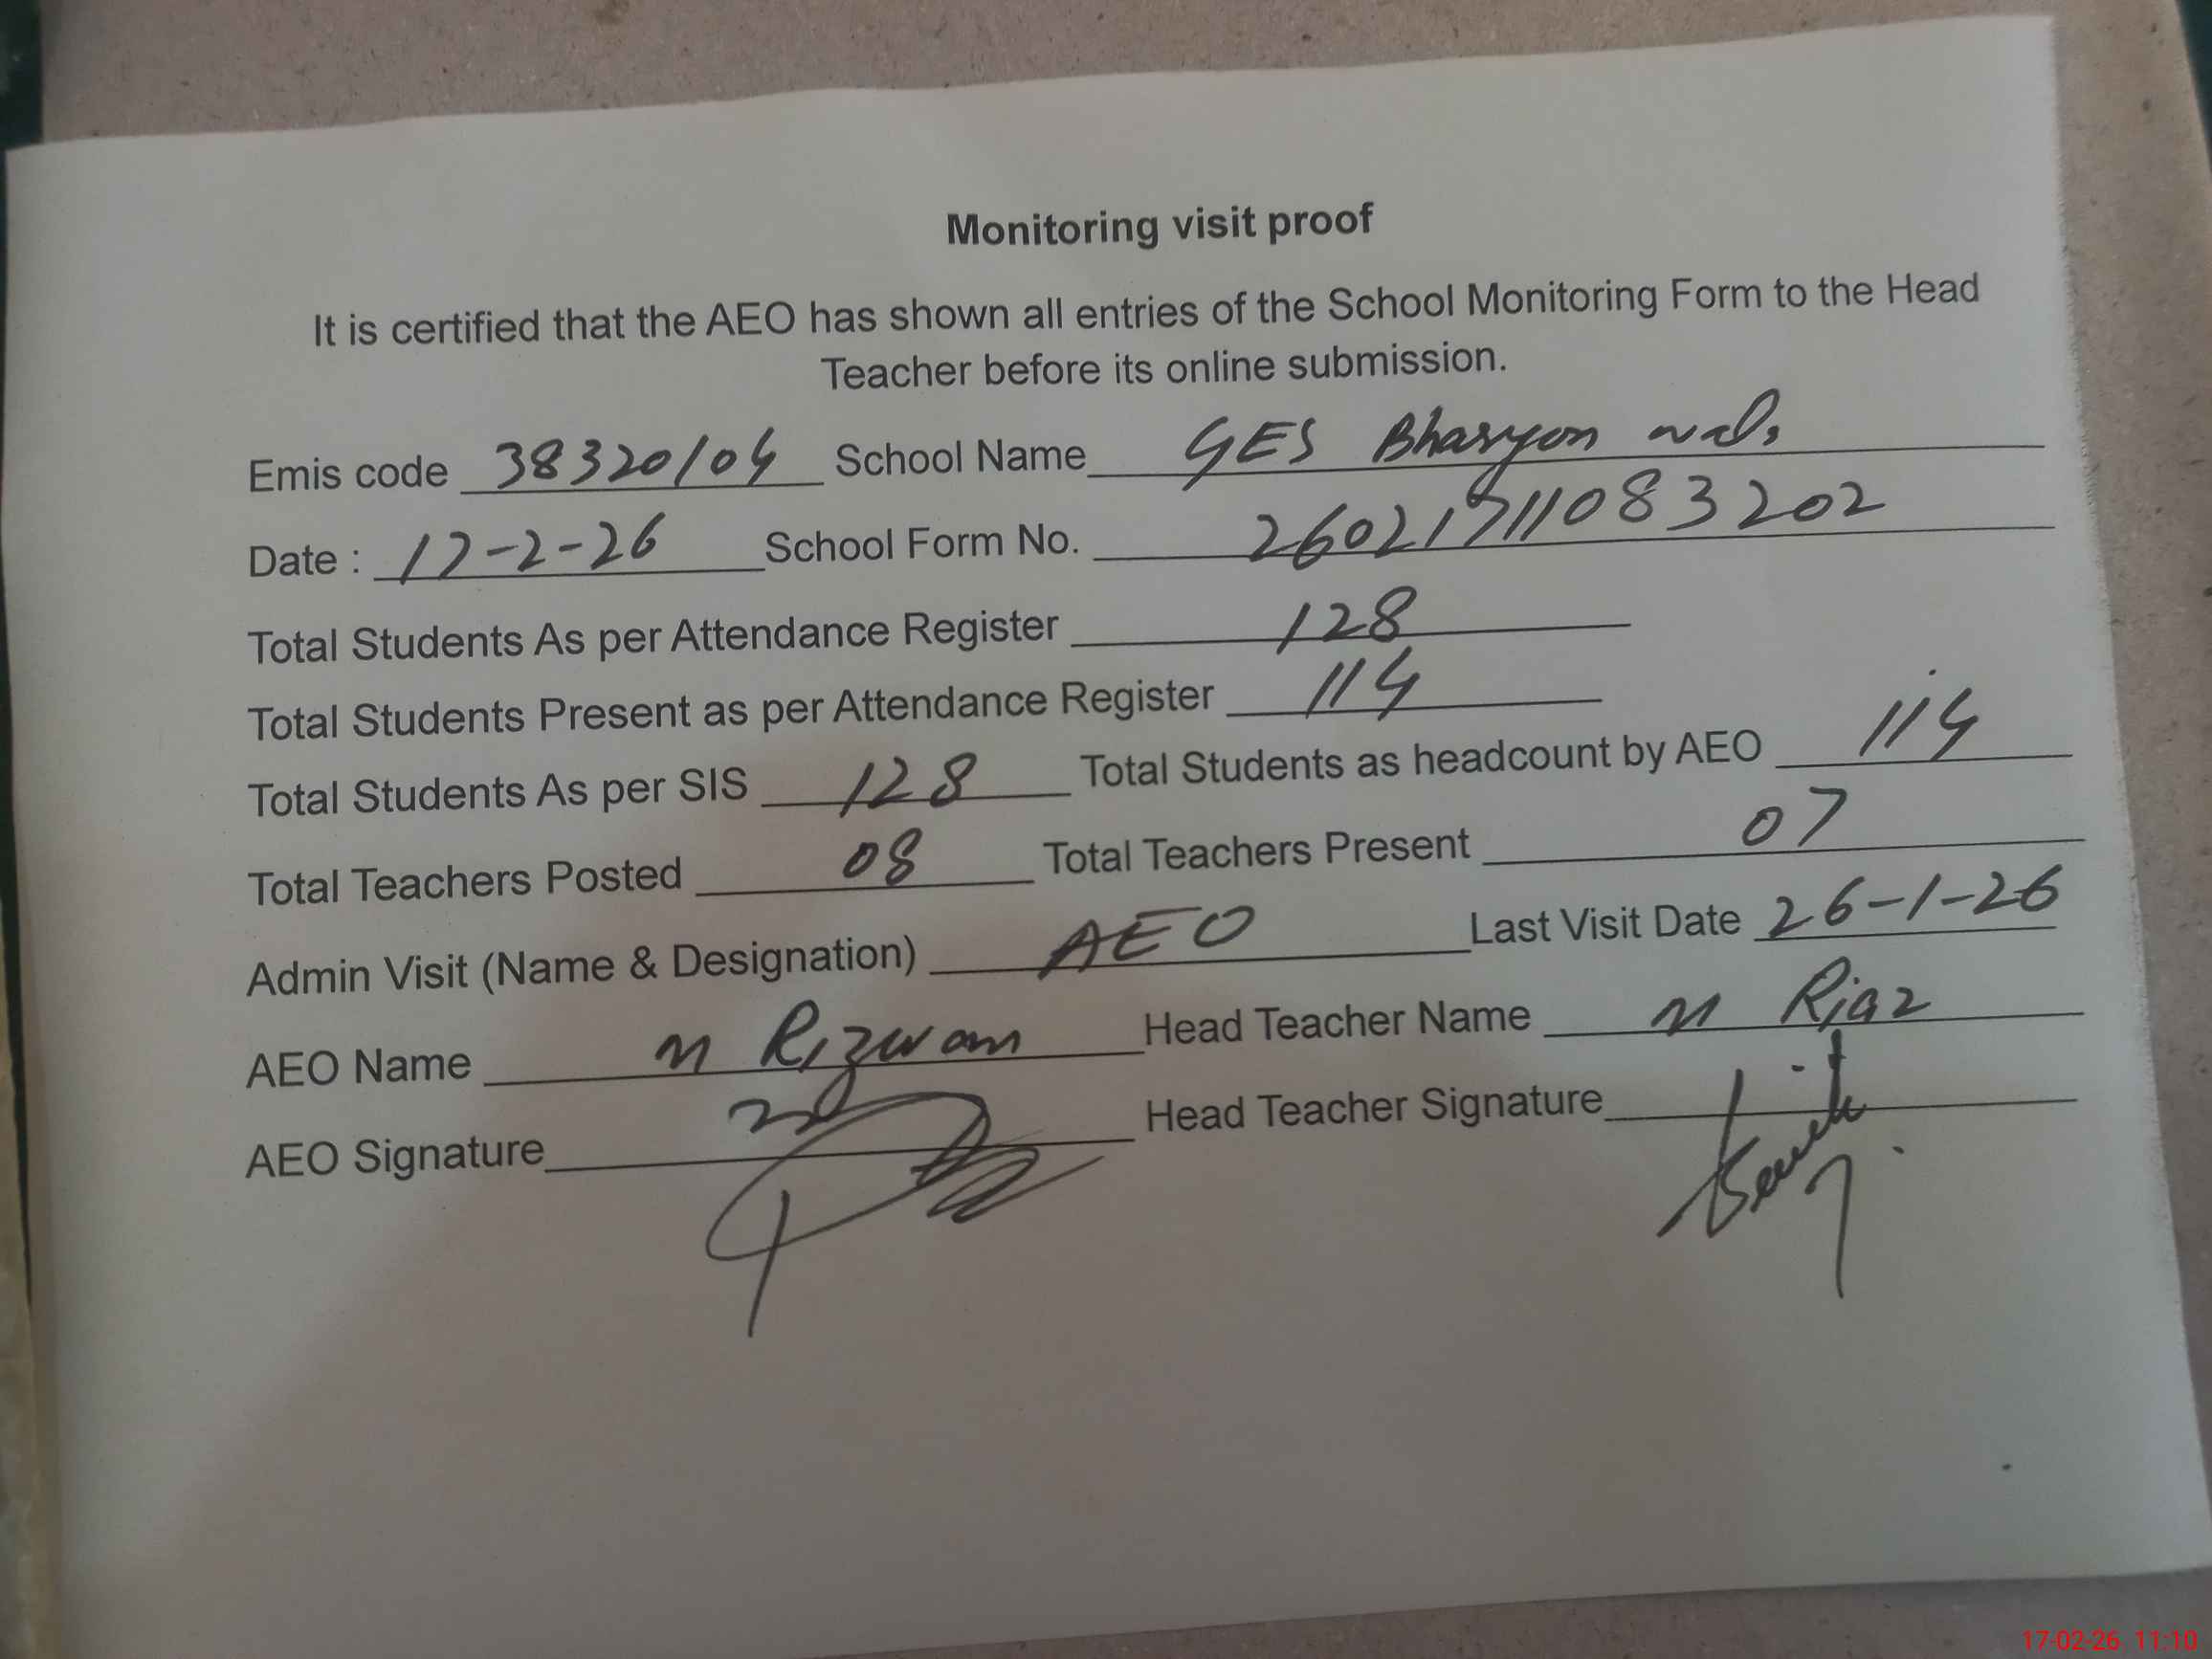 Monitoring visit proof
It is certified that the AEO has shown all entries of the School Monitoring Form to the Head
Teacher before its online submission.
Emis code 38320104 School Name GES Bharyon
Date : 17-2-26 School Form No. 26021711083202
Total Students As per Attendance Register 128
Total Students Present as per Attendance Register 114
Total Students As per SIS 128 Total Students as headcount by AEO 114
Total Teachers Posted 08 Total Teachers Present 07
Admin Visit (Name & Designation) AEO Last Visit Date 26-1-26
AEO Name M Rizwan Head Teacher Name M Riaz
AEO Signature Head Teacher Signature
17-02-26 11:10